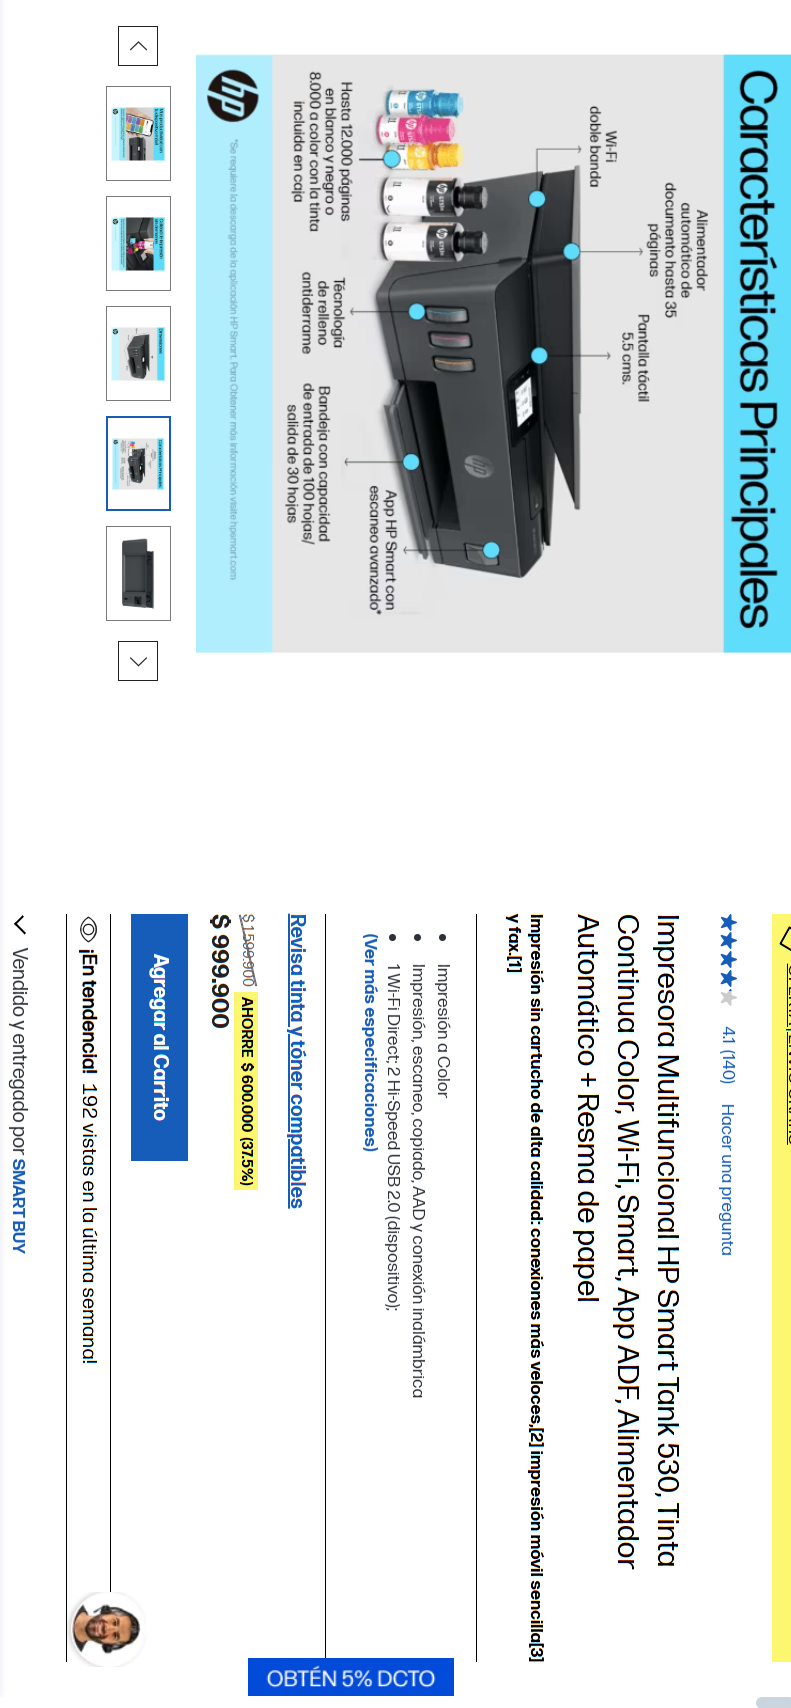 Características Principales
Wi-Fi
doble banda
Alimentador
automático de
documento hasta 35
páginas
Pantalla táctil
5.5 cms.
Hasta 12.000 páginas
en blanco y negro o
8.000 a color con la tinta
incluida en caja
Tecnología
de relleno
antiderrame
Bandeja con capacidad
de entrada de 100 hojas/
salida de 30 hojas
App HP Smart con
escaneo avanzado*
hp
*Se requiere la descarga de la aplicación HP Smart. Para Obtener más Información visite hpsmart.com
4.1 (140) Hacer una pregunta
Impresora Multifuncional HP Smart Tank 530, Tinta
Continua Color, Wi-Fi, Smart, App ADF, Alimentador
Automático + Resma de papel
Impresión sin cartucho de alta calidad: conexiones más veloces,[2] impresión móvil sencilla[3]
y fax.[1]
Impresión a Color
Impresión, escaneo, copiado, AAD y conexión inalámbrica
1 Wi-Fi Direct; 2 Hi-Speed USB 2.0 (dispositivo);
(Ver más especificaciones)
Revisa tinta y tóner compatibles
$ 1.599.900 AHORRE $ 600.000 (37.5%)
$ 999.900
Agregar al Carrito
¡En tendencia! 192 vistas en la última semana!
Vendido y entregado por SMART BUY
OBTÉN 5% DCTO